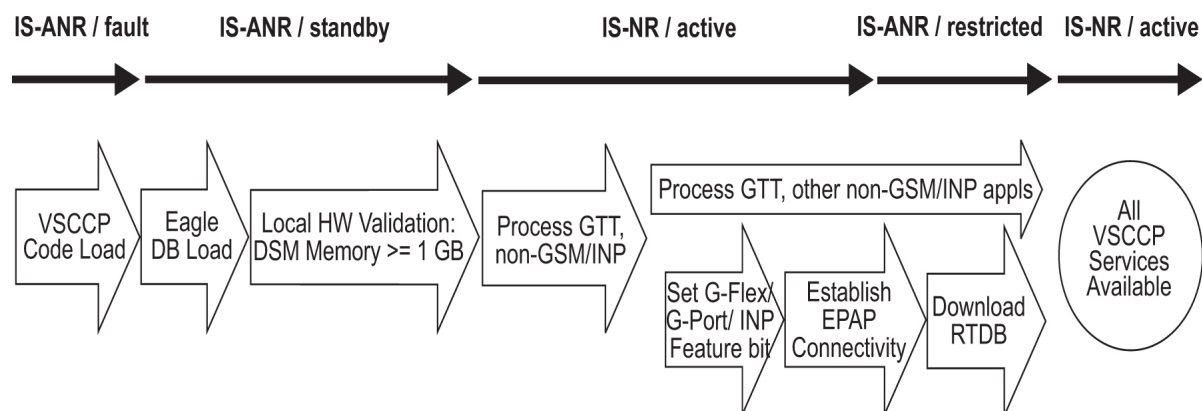 IS-ANR / fault
IS-ANR / standby
IS-NR / active
IS-ANR / restricted
IS-NR / active
VSCCP
Code Load
Eagle
DB Load
Local HW Validation:
DSM Memory >= 1 GB
Process GTT,
non-GSM/INP
Process GTT, other non-GSM/INP appls
Set G-Flex/
G-Port/ INP
Feature bit
Establish
EPAP
Connectivity
Download
RTDB
All
VSCCP
Services
Available